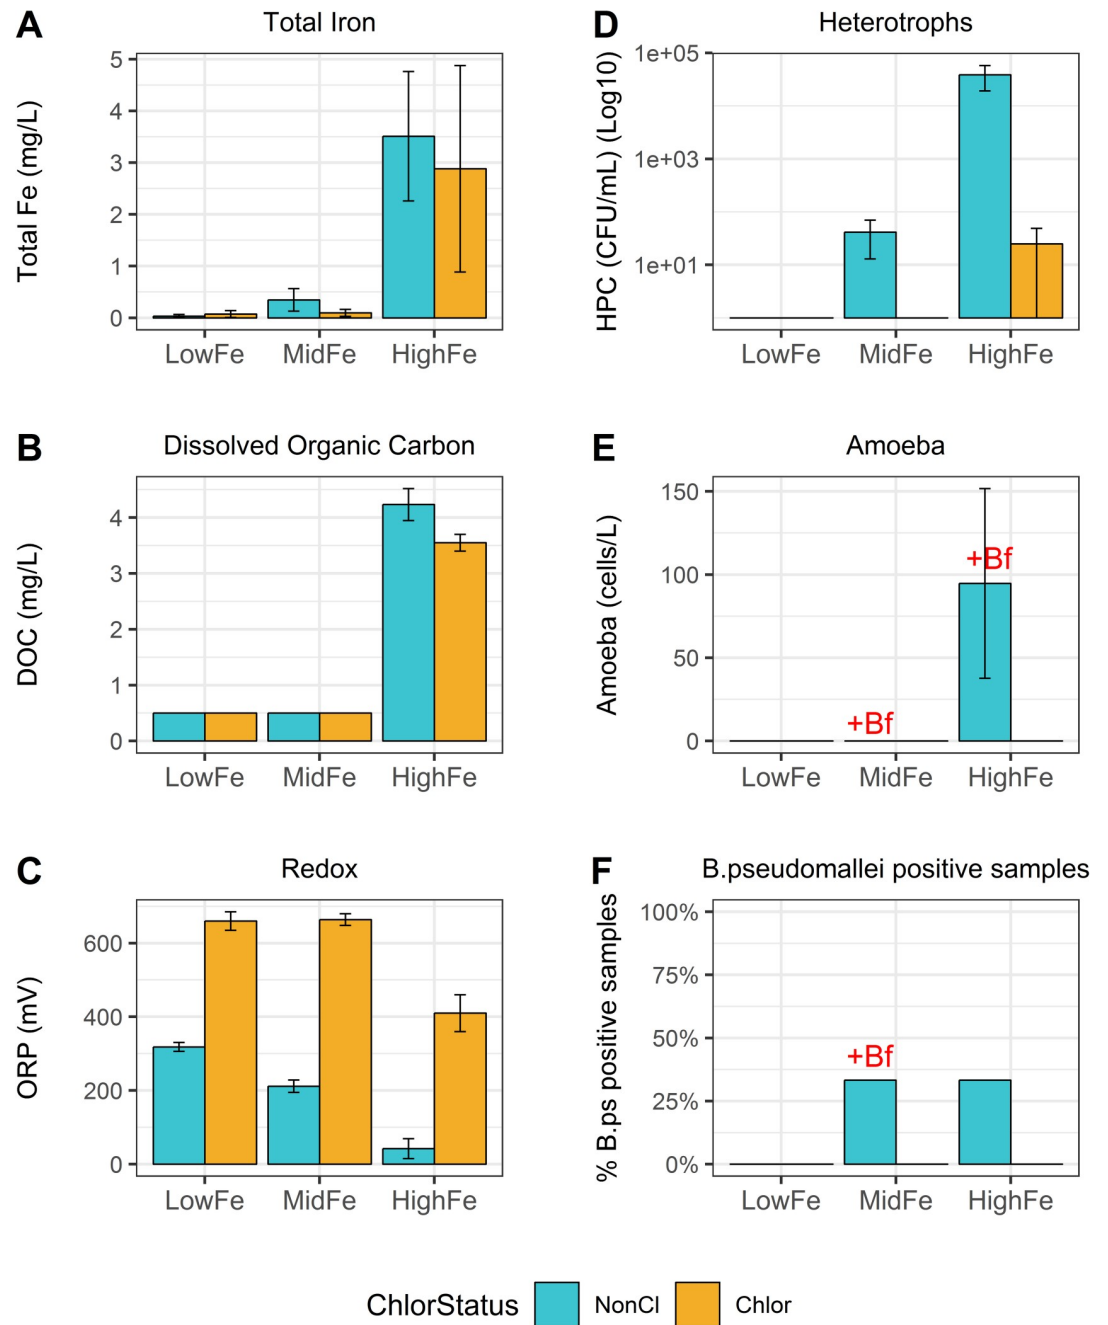 A
Total Iron
Total Fe (mg/L)
5
4
3
2
1
0
LowFe MidFe HighFe
B
Dissolved Organic Carbon
DOC (mg/L)
4
3
2
1
0
LowFe MidFe HighFe
C
Redox
ORP (mV)
600
400
200
0
LowFe MidFe HighFe
D
Heterotrophs
HPC (CFU/mL) (Log10)
1e+05
1e+03
1e+01
LowFe MidFe HighFe
E
Amoeba
Amoeba (cells/L)
150
100
50
0
+Bf
+Bf
LowFe MidFe HighFe
F
B.pseudomallei positive samples
% B.ps positive samples
100%
75%
50%
25%
0%
+Bf
LowFe MidFe HighFe
ChlorStatus NonCl Chlor